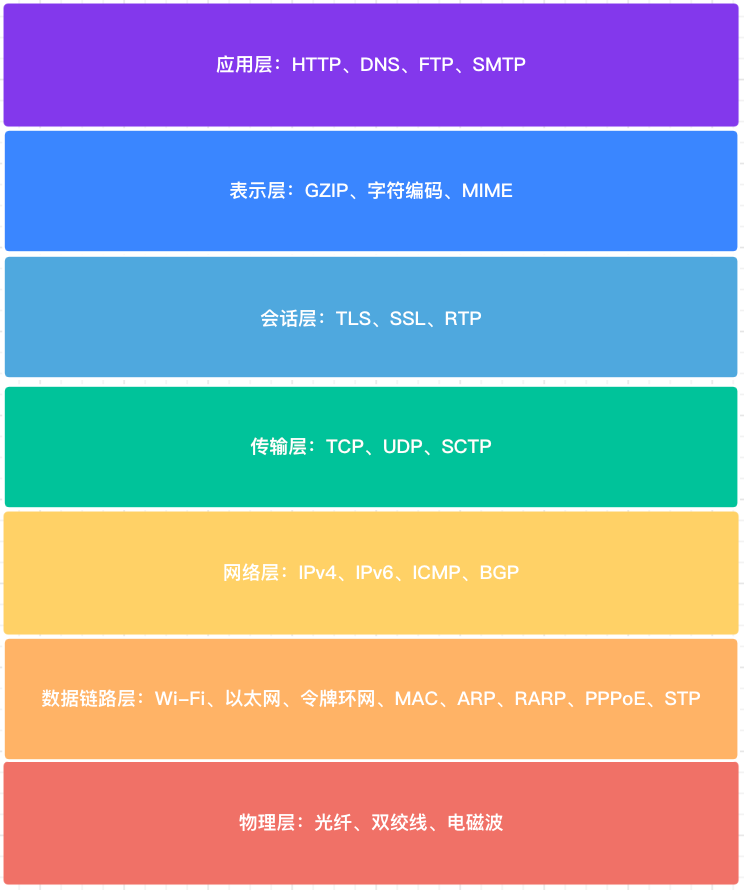 应用层：HTTP、DNS、FTP、SMTP
表示层：GZIP、字符编码、MIME
会话层：TLS、SSL、RTP
传输层：TCP、UDP、SCTP
网络层：IPv4、IPv6、ICMP、BGP
数据链路层：Wi-Fi、以太网、令牌环网、MAC、ARP、RARP、PPPoE、STP
物理层：光纤、双绞线、电磁波